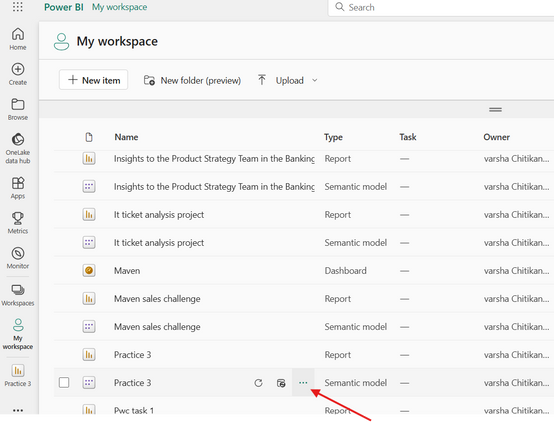 Power BI My workspace
Search
Home
Create
Browse
OneLake
data hub
Apps
Metrics
Monitor
Workspaces
My
workspace
Practice 3
My workspace
New item New folder (preview) Upload
Name Type Task Owner
Insights to the Product Strategy Team in the Banking Report — varsha Chitikan...
Insights to the Product Strategy Team in the Banking Semantic model — varsha Chitikan...
It ticket analysis project Report — varsha Chitikan...
It ticket analysis project Semantic model — varsha Chitikan...
Maven Dashboard — varsha Chitikan...
Maven sales challenge Report — varsha Chitikan...
Maven sales challenge Semantic model — varsha Chitikan...
Practice 3 Report — varsha Chitikan...
Practice 3 Semantic model — varsha Chitikan...
Pwc task 1 Report — varsha Chitikan...